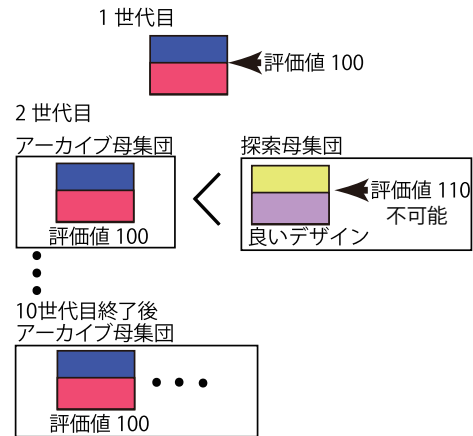 1 世代目
評価値 100
2 世代目
アーカイブ母集団
探索母集団
評価値 110
不可能
評価値 100
良いデザイン
10世代目終了後
アーカイブ母集団
評価値 100